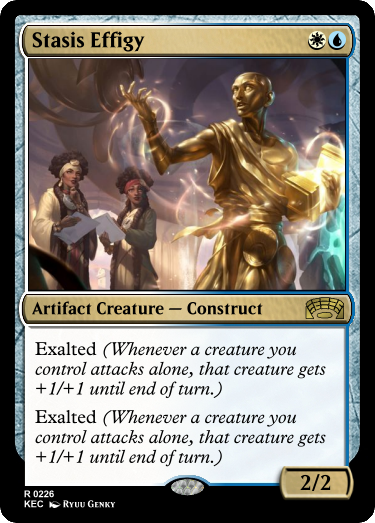 Stasis Effigy
Artifact Creature — Construct
Exalted (Whenever a creature you
control attacks alone, that creature gets
+1/+1 until end of turn.)
Exalted (Whenever a creature you
control attacks alone, that creature gets
+1/+1 until end of turn.)
2/2
R 0226
KEC Ryuu Genky